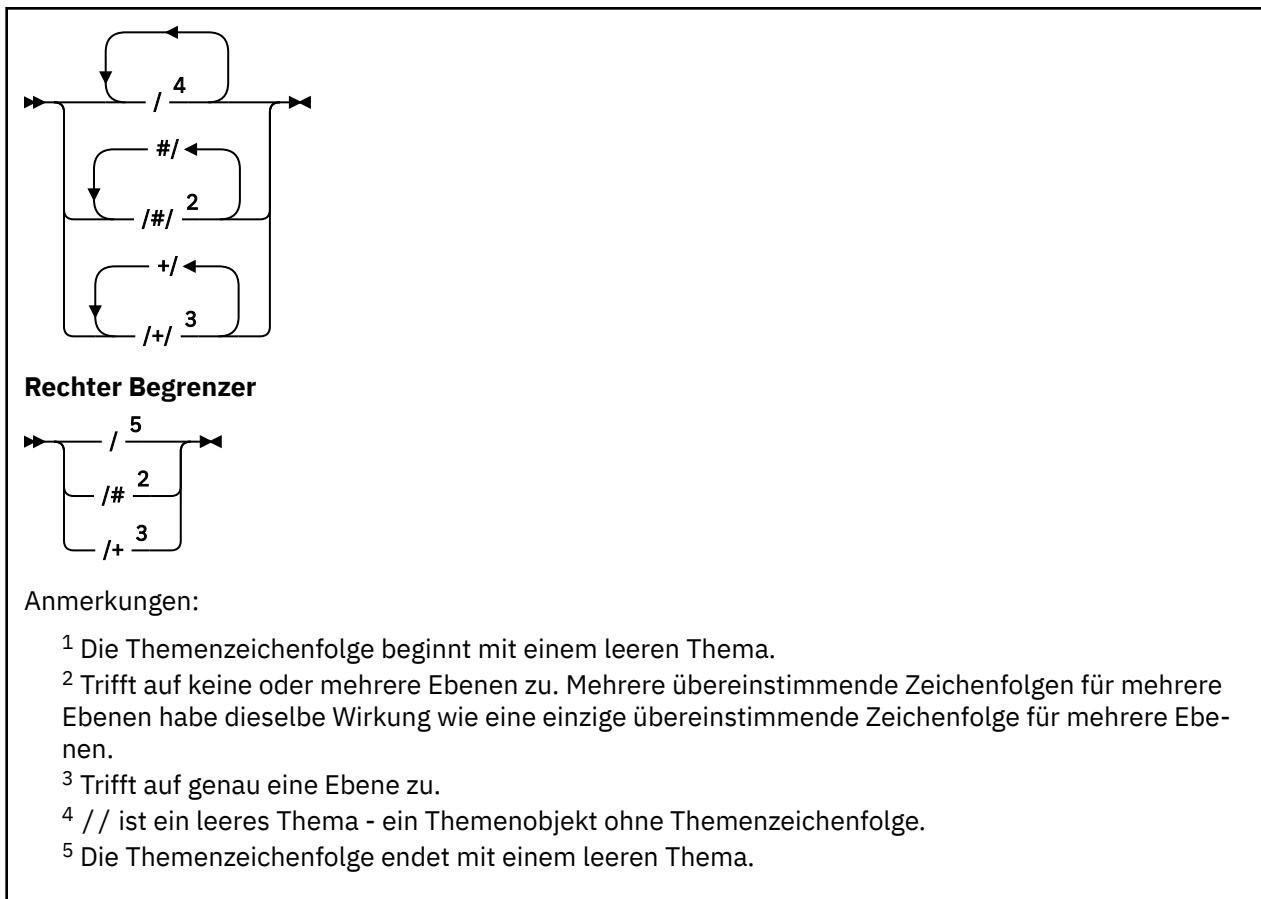 / 4
#/
/#/ 2
+/
/+/ 3
Rechter Begrenzer
/ 5
/# 2
/+ 3
Anmerkungen:
1 Die Themenzeichenfolge beginnt mit einem leeren Thema.
2 Trifft auf keine oder mehrere Ebenen zu. Mehrere übereinstimmende Zeichenfolgen für mehrere
Ebenen habe dieselbe Wirkung wie eine einzige übereinstimmende Zeichenfolge für mehrere Ebe-
nen.
3 Trifft auf genau eine Ebene zu.
4 // ist ein leeres Thema - ein Themenobjekt ohne Themenzeichenfolge.
5 Die Themenzeichenfolge endet mit einem leeren Thema.